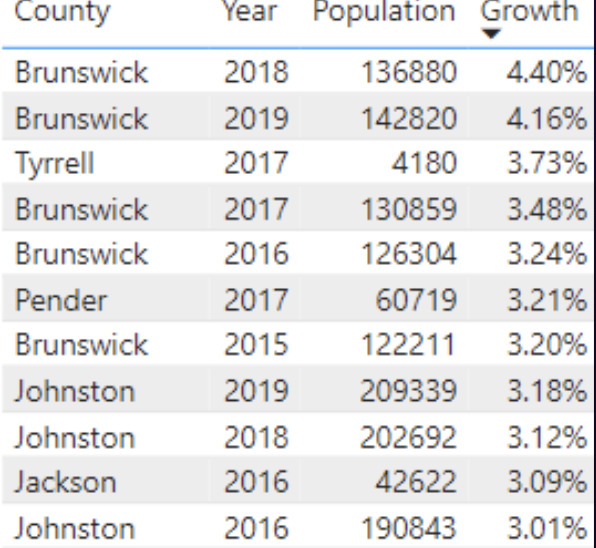 County Year Population Growth
Brunswick 2018 136880 4.40%
Brunswick 2019 142820 4.16%
Tyrrell 2017 4180 3.73%
Brunswick 2017 130859 3.48%
Brunswick 2016 126304 3.24%
Pender 2017 60719 3.21%
Brunswick 2015 122211 3.20%
Johnston 2019 209339 3.18%
Johnston 2018 202692 3.12%
Jackson 2016 42622 3.09%
Johnston 2016 190843 3.01%